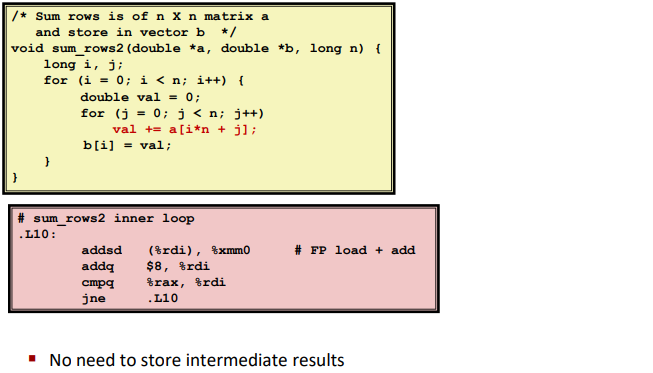 /* Sum rows is of n X n matrix a
and store in vector b */
void sum_rows2(double *a, double *b, long n) {
long i, j;
for (i = 0; i < n; i++) {
double val = 0;
for (j = 0; j < n; j++)
val += a[i*n + j];
b[i] = val;
}
}
# sum_rows2 inner loop
.L10:
addsd (%rdi), %xmm0 # FP load + add
addq $8, %rdi
cmpq %rax, %rdi
jne .L10
▪ No need to store intermediate results